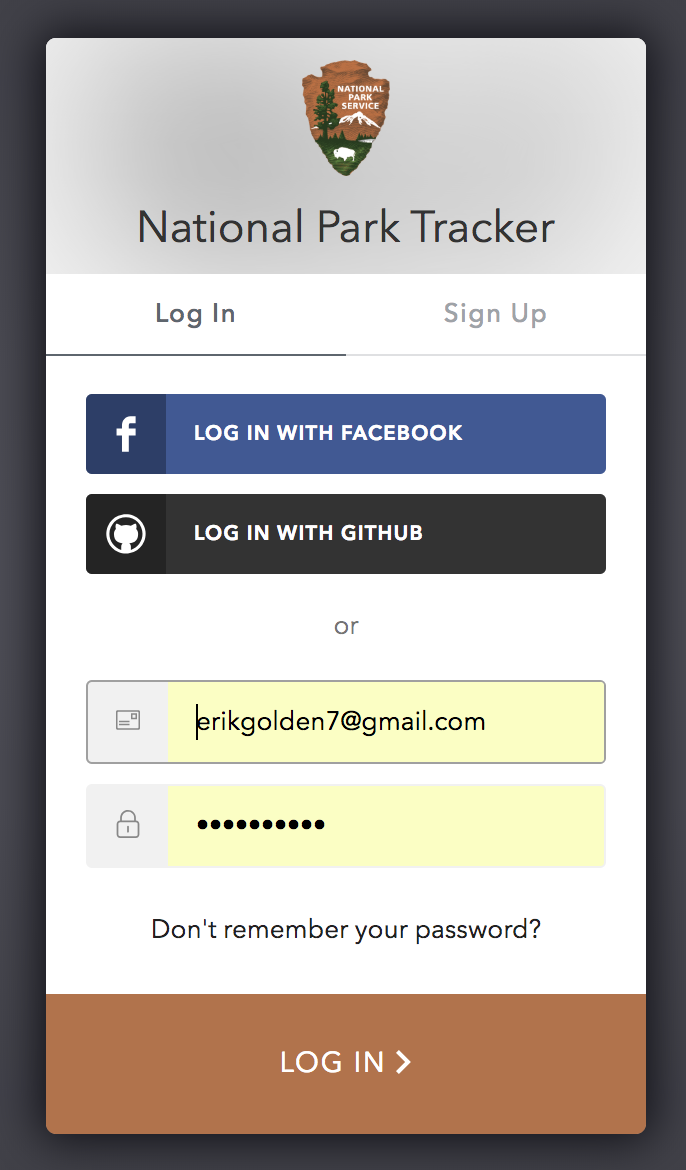 NATIONAL
PARK
SERVICE
National Park Tracker
Log In
Sign Up
LOG IN WITH FACEBOOK
LOG IN WITH GITHUB
or
erikgolden7@gmail.com
••••••••••
Don't remember your password?
LOG IN